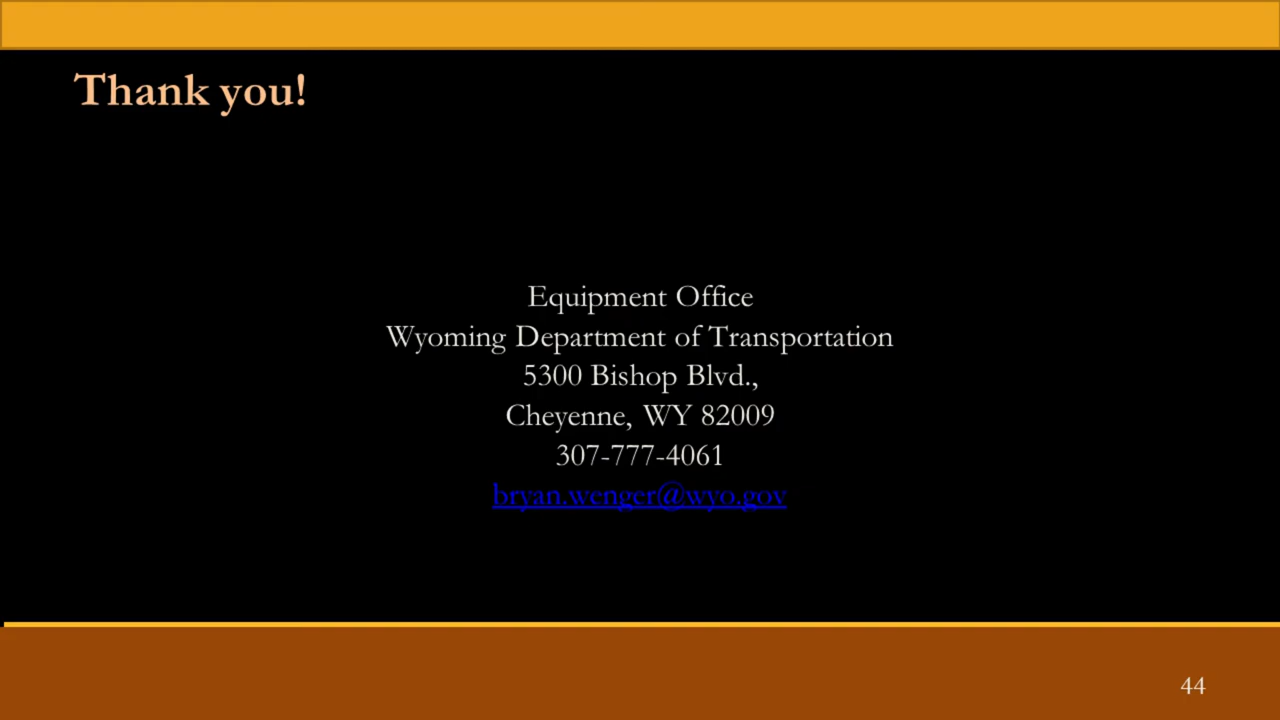 Thank you!
Equipment Office
Wyoming Department of Transportation
5300 Bishop Blvd.,
Cheyenne, WY 82009
307-777-4061
bryan.wenger@wyo.gov
44